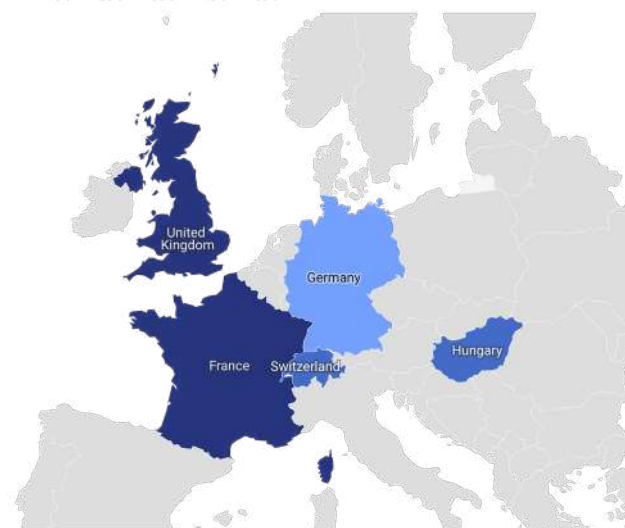 United
Kingdom
Germany
Hungary
France
Switzerland